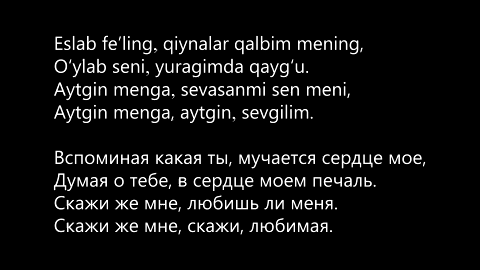 Eslab fe’ling, qiynalar qalbim mening,
O‘ylab seni, yuragimda qayg‘u.
Aytgin menga, sevasanmi sen meni,
Aytgin menga, aytgin, sevgilim.
Вспоминая какая ты, мучается сердце мое,
Думая о тебе, в сердце моем печаль.
Скажи же мне, любишь ли меня.
Скажи же мне, скажи, любимая.